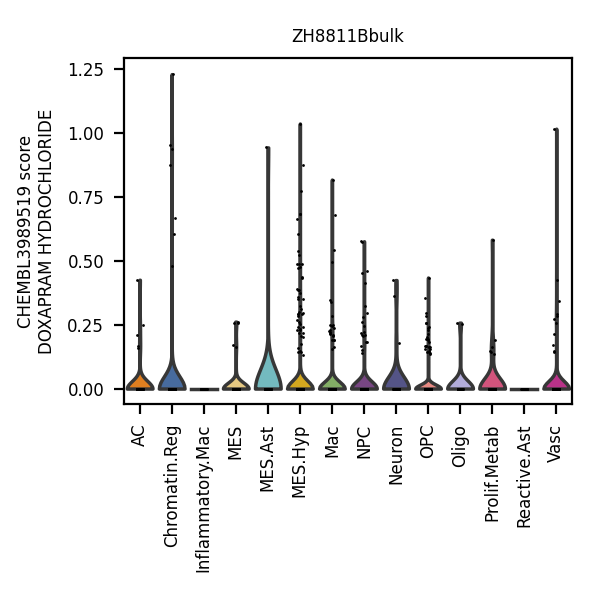 ZH8811Bbulk
CHEMBL3989519 score
DOXAPRAM HYDROCHLORIDE
1.25
1.00
0.75
0.50
0.25
0.00
AC
Chromatin.Reg
Inflammatory.Mac
MES
MES.Ast
MES.Hyp
Mac
NPC
Neuron
OPC
Oligo
Prolif.Metab
Reactive.Ast
Vasc